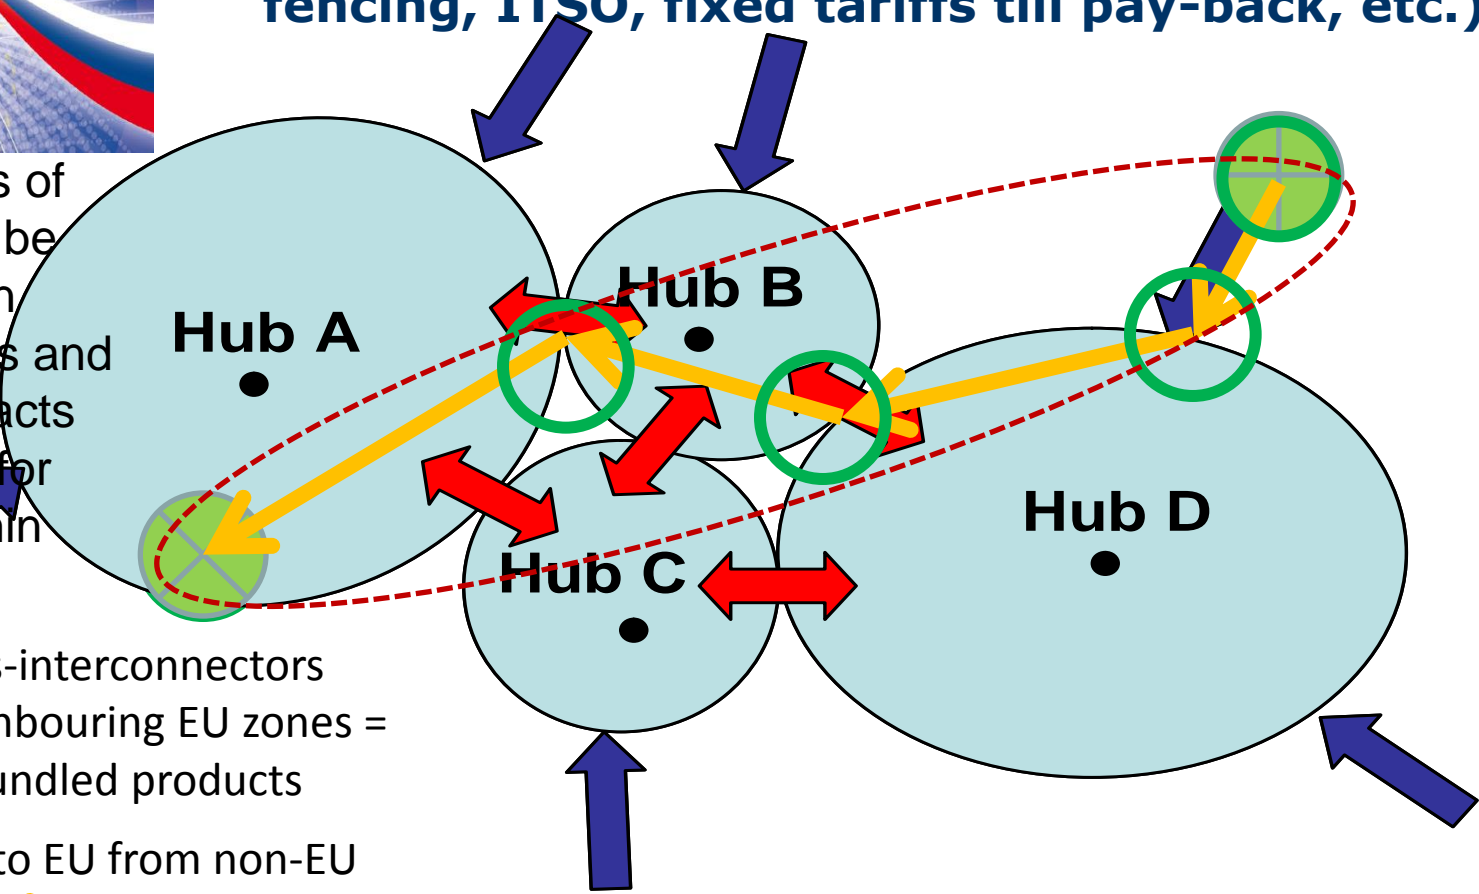 fencing, ITSO, fixed tariffs till pay-back, etc.)
s of
be
n
s and
acts
for
in
Hub A
Hub B
Hub C
Hub D
s-interconnectors
nbouring EU zones =
undled products
to EU from non-EU